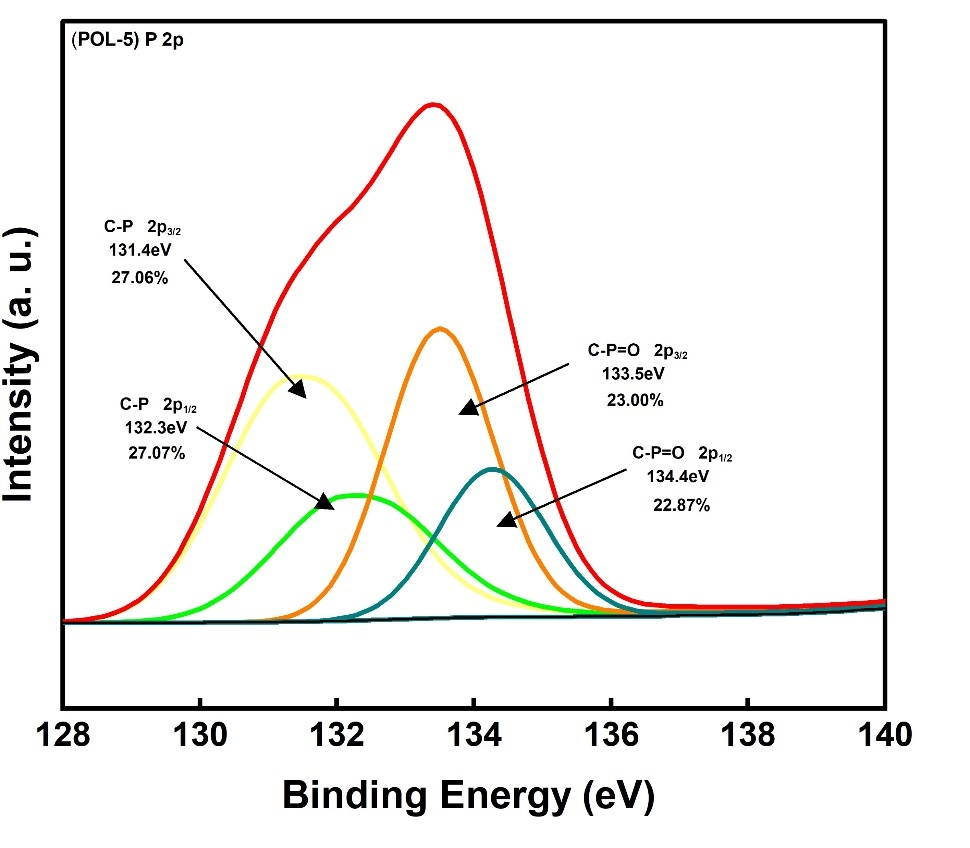 (POL-5) P 2p
C-P 2p3/2
131.4eV
27.06%
C-P 2p1/2
132.3eV
27.07%
C-P=O 2p3/2
133.5eV
23.00%
C-P=O 2p1/2
134.4eV
22.87%
Intensity (a. u.)
128 130 132 134 136 138 140
Binding Energy (eV)